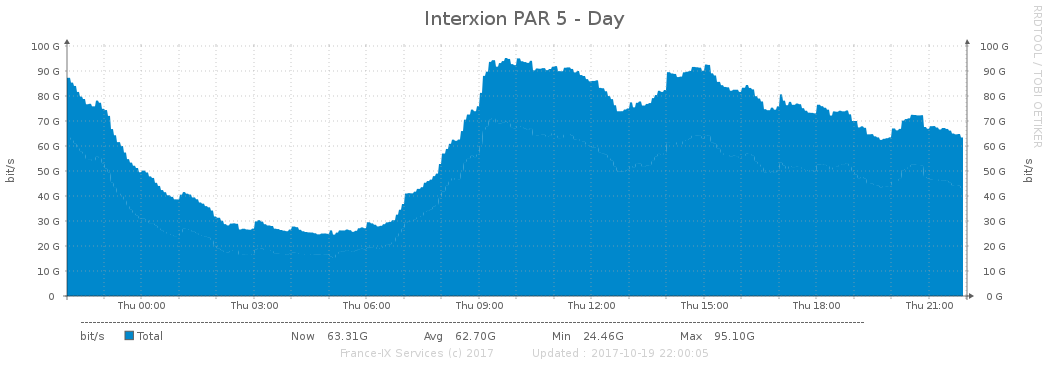 Interxion PAR 5 - Day
RRDTOOL / TOBI OETIKER
bit/s
bit/s
100 G 100 G
90 G 90 G
80 G 80 G
70 G 70 G
60 G 60 G
50 G 50 G
40 G 40 G
30 G 30 G
20 G 20 G
10 G 10 G
0 0 G
Thu 00:00 Thu 03:00 Thu 06:00 Thu 09:00 Thu 12:00 Thu 15:00 Thu 18:00 Thu 21:00
bit/s Total Now 63.31G Avg 62.70G Min 24.46G Max 95.10G
France-IX Services (c) 2017 Updated : 2017-10-19 22:00:05